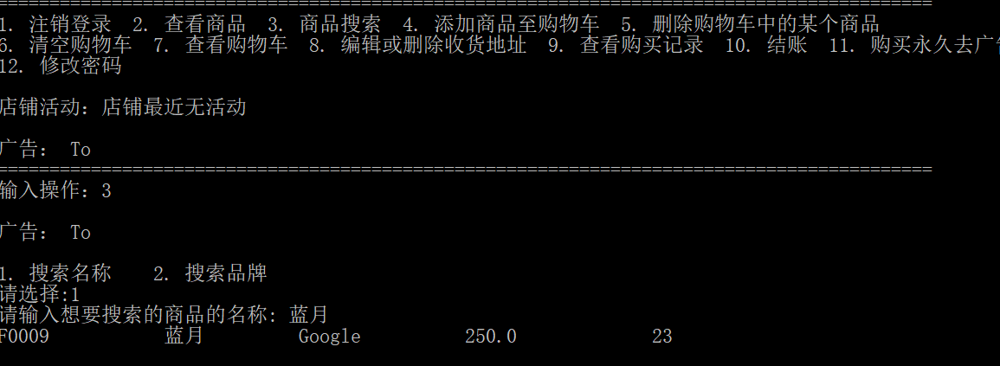 ================================================================================
1. 注销登录  2. 查看商品  3. 商品搜索  4. 添加商品至购物车  5. 删除购物车中的某个商品
6. 清空购物车  7. 查看购物车  8. 编辑或删除收货地址  9. 查看购买记录  10. 结账  11. 购买永久去广告
12. 修改密码
店铺活动: 店铺最近无活动
广告:  To
================================================================================
输入操作: 3
广告:  To
1. 搜索名称    2. 搜索品牌
请选择:1
请输入想要搜索的商品的名称: 蓝月
F0009    蓝月    Google    250.0    23